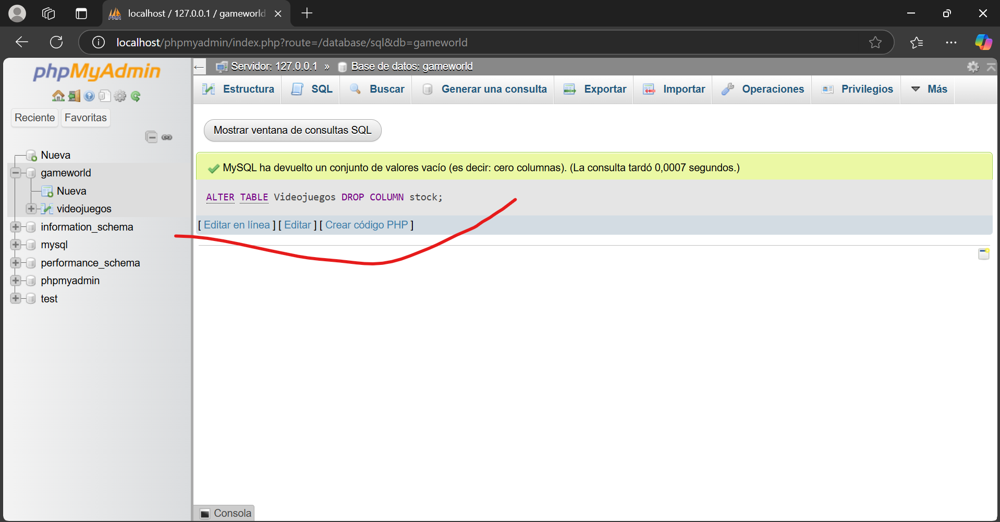 localhost / 127.0.0.1 / gameworld
localhost/phpmyadmin/index.php?route=/database/sql&db=gameworld
phpMyAdmin
Reciente
Favoritas
Nueva
gameworld
Nueva
videojuegos
information_schema
mysql
performance_schema
phpmyadmin
test
Servidor: 127.0.0.1 » Base de datos: gameworld
Estructura
SQL
Buscar
Generar una consulta
Exportar
Importar
Operaciones
Privilegios
Más
Mostrar ventana de consultas SQL
MySQL ha devuelto un conjunto de valores vacío (es decir: cero columnas). (La consulta tardó 0,0007 segundos.)
ALTER TABLE Videojuegos DROP COLUMN stock;
[ Editar en línea ] [ Editar ] [ Crear código PHP ]
Consola